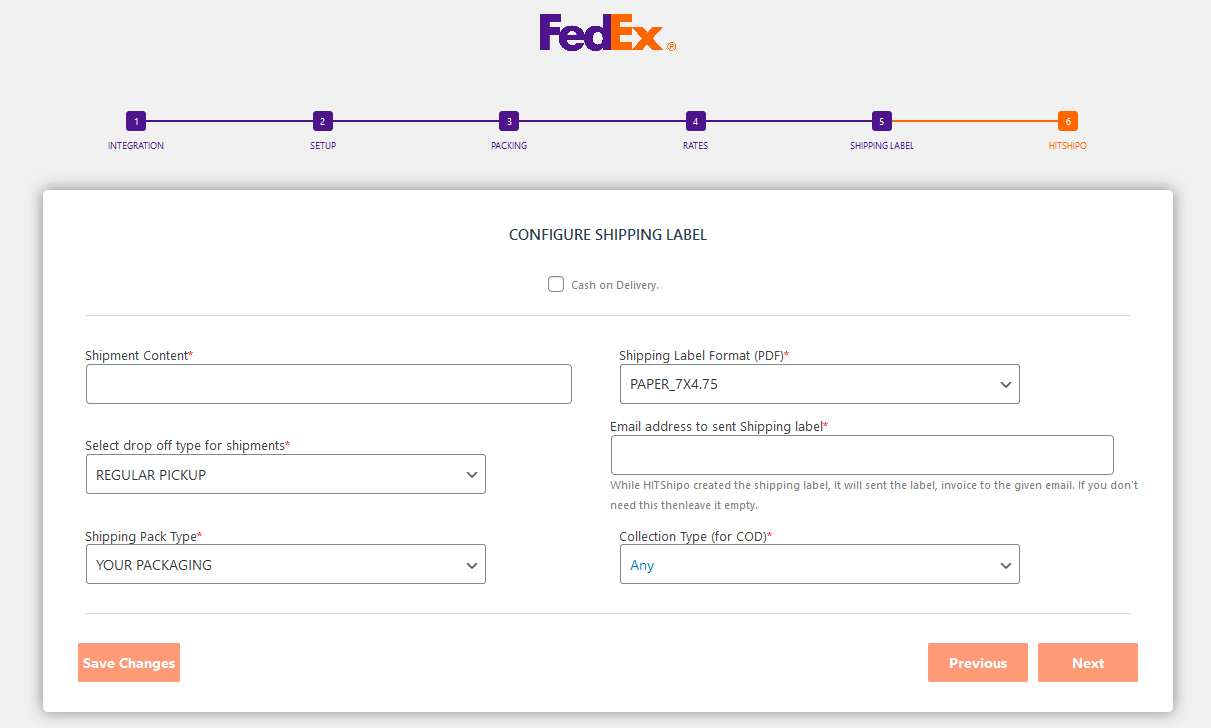 FedEx®
1 2 3 4 5 6
INTEGRATION SETUP PACKING RATES SHIPPING LABEL HITSHIPO
CONFIGURE SHIPPING LABEL
Cash on Delivery.
Shipment Content*
Shipping Label Format (PDF)*
PAPER_7X4.75
Select drop off type for shipments*
REGULAR PICKUP
Email address to sent Shipping label*
While HITShipo created the shipping label, It will sent the label, invoice to the given email. If you don't
need this thenleave it empty.
Shipping Pack Type*
YOUR PACKAGING
Collection Type (for COD)*
Any
Save Changes
Previous
Next